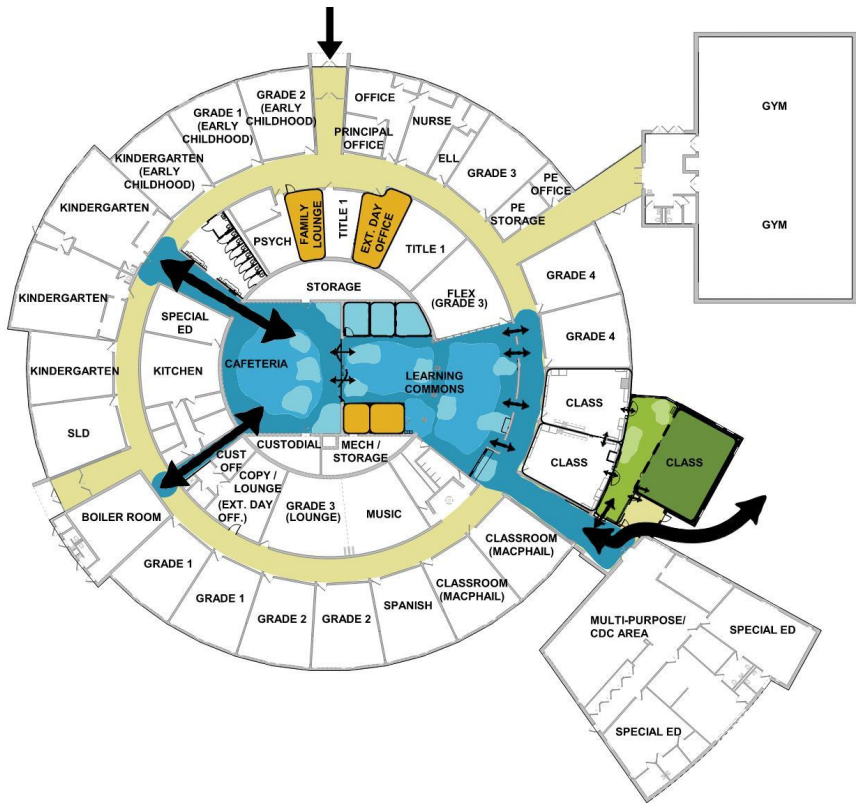 GRADE 2
(EARLY
CHILDHOOD)
OFFICE
GRADE 1
(EARLY
CHILDHOOD)
NURSE
PRINCIPAL
OFFICE
GYM
KINDERGARTEN
(EARLY
CHILDHOOD)
ELL
GRADE 3
PE
OFFICE
KINDERGARTEN
PE
STORAGE
PSYCH
FAMILY
LOUNGE
TITLE 1
EXT. DAY
OFFICE
TITLE 1
GYM
KINDERGARTEN
STORAGE
FLEX
(GRADE 3)
GRADE 4
SPECIAL
ED
GRADE 4
KINDERGARTEN
KITCHEN
CAFETERIA
LEARNING
COMMONS
CLASS
SLD
CUSTODIAL
MECH /
STORAGE
CLASS
CLASS
CUST
OFF
COPY /
LOUNGE
(EXT. DAY
OFF.)
GRADE 3
(LOUNGE)
MUSIC
BOILER ROOM
CLASSROOM
(MACPHAIL)
GRADE 1
GRADE 1
GRADE 2
GRADE 2
SPANISH
CLASSROOM
(MACPHAIL)
MULTI-PURPOSE/
CDC AREA
SPECIAL ED
SPECIAL ED